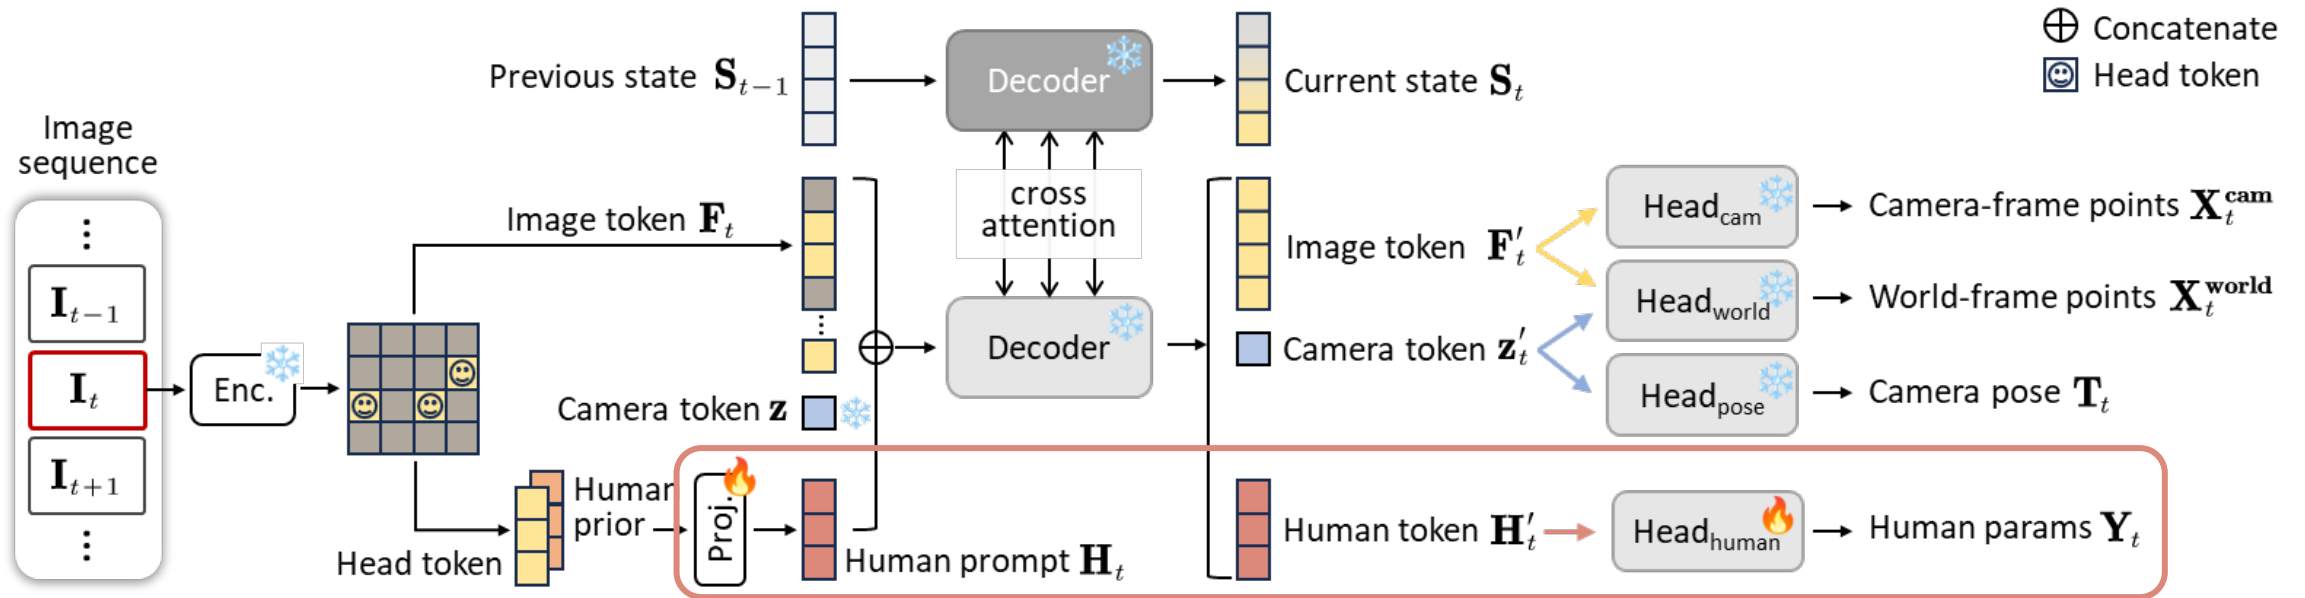 Image
sequence
⋮
I_{t−1}
I_t
I_{t+1}
⋮
Enc.
Previous state S_{t−1}
Decoder
Current state S_t
⊕ Concatenate
Head token
Image token F_t
cross
attention
Decoder
Camera token z
Head token
Human
prior
Proj.
Human prompt H_t
Image token F′_t
Camera token z′_t
Human token H′_t
Head_cam
Camera-frame points X_t^cam
Head_world
World-frame points X_t^world
Head_pose
Camera pose T_t
Head_human
Human params Y_t